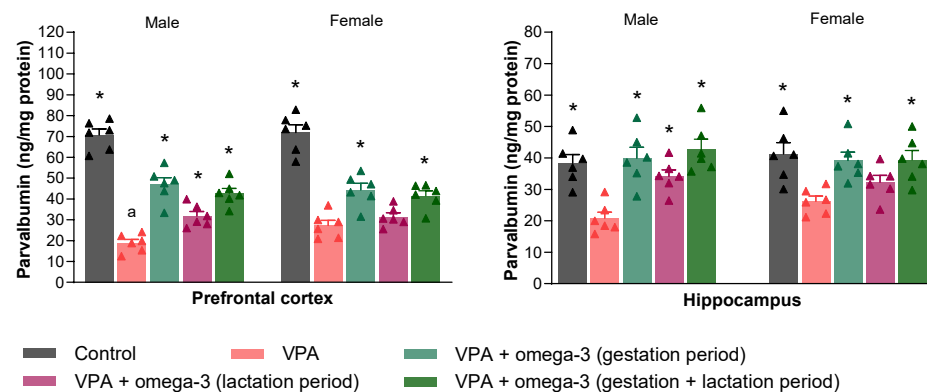 Male Female
Parvalbumin (ng/mg protein)
120
110
100
90
80
70
60
50
40
30
20
10
0
* a * * * * * *
Prefrontal cortex
Male Female
Parvalbumin (ng/mg protein)
80
70
60
50
40
30
20
10
0
* * * * * * *
Hippocampus
Control VPA VPA + omega-3 (gestation period)
VPA + omega-3 (lactation period) VPA + omega-3 (gestation + lactation period)